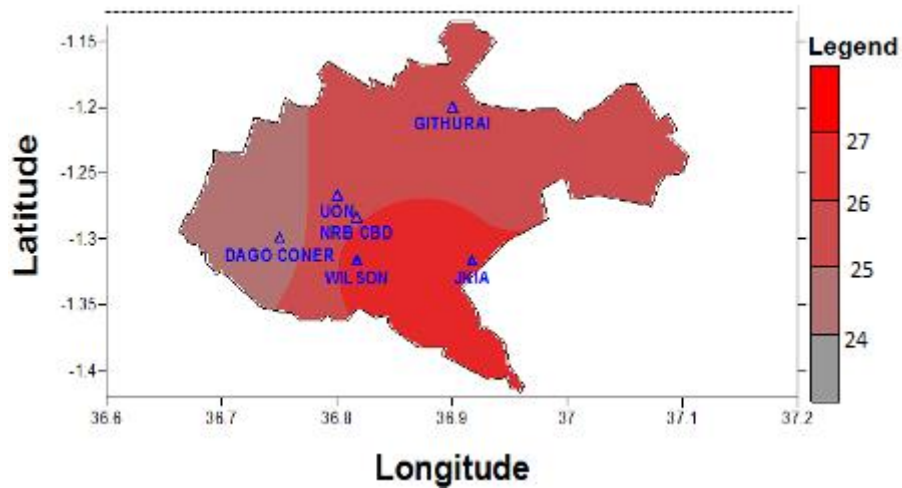 -1.15
-1.2
-1.25
-1.3
-1.35
-1.4
Latitude
GITHURAI
UON
NRB CBD
DAGO CONER
WILSON
JKIA
36.6
36.7
36.8
36.9
37
37.1
37.2
Longitude
Legend
27
26
25
24